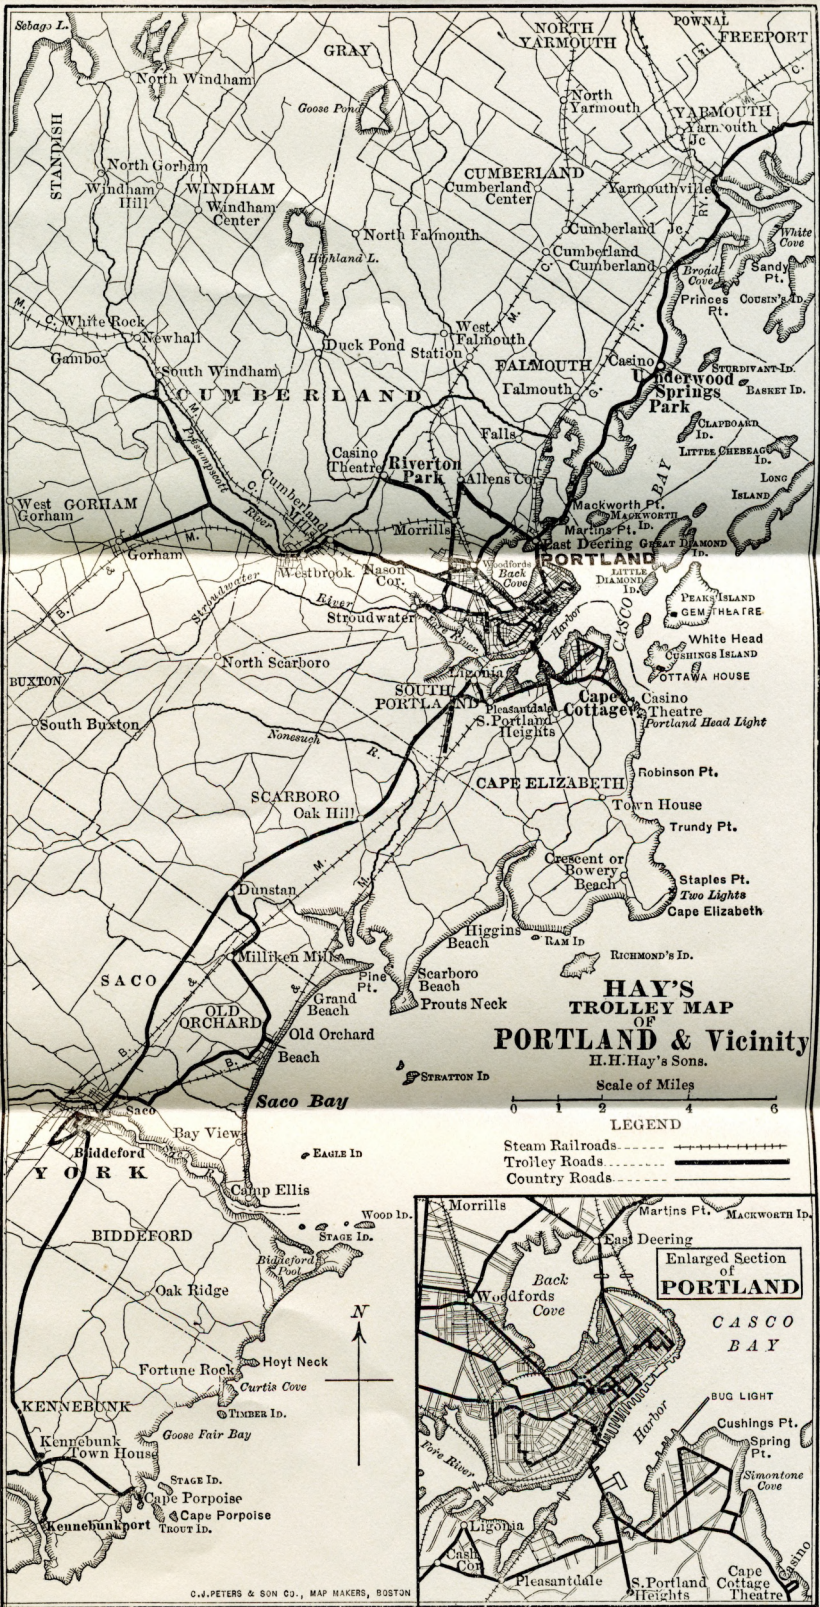 Sebago L.
North Windham
GRAY
NORTH
YARMOUTH
POWNAL
FREEPORT
C.
Goose Pond
North
Yarmouth
YARMOUTH
Yarmouth
Jc
STANDISH
North Gorham
Windham
Hill
WINDHAM
Windham
Center
CUMBERLAND
Cumberland
Center
Yarmouthville
RY.
North Falmouth
Highland L.
Cumberland Jc.
Cumberland
Cumberland
White
Cove
Broad
Cove
Sandy
Pt.
Princes
Pt.
COUSIN'S ID.
M.
C.
White Rock
Newhall
Gambo
C.
M.
T.
Duck Pond
West
Falmouth
Station
South Windham
CUMBERLAND
FALMOUTH
Falmouth
G.
Casino
Underwood
Springs
Park
STURDIVANT ID.
BASKET ID.
M.
Presumpscott
River
Falls
CLAPBOARD
ID.
LITTLE CHEBEAG
ID.
LONG
ISLAND
Casino
Theatre
Riverton
Park
Allens Cor.
West
Gorham
GORHAM
C.
Cumberland
Mills
Morrills
Mackworth Pt.
MACKWORTH
ID.
Martins Pt.
CASCO BAY
Gorham
M.
&
B.
Westbrook
Nason
Cor.
Woodfords
Back
Cove
East Deering
GREAT DIAMOND
ID.
PORTLAND
LITTLE
DIAMOND
ID.
PEAKS ISLAND
GEM THEATRE
Stroudwater
River
Stroudwater
Fore River
Harbor
White Head
CUSHINGS ISLAND
OTTAWA HOUSE
North Scarboro
BUXTON
South Buxton
Ligonia
SOUTH
PORTLAND
Pleasantdale
S. Portland
Heights
Cape
Cottage
Casino
Theatre
Portland Head Light
Nonesuch
R.
CAPE ELIZABETH
Robinson Pt.
SCARBORO
Oak Hill
Town House
Trundy Pt.
M.
M.
Dunstan
Crescent or
Bowery
Beach
Staples Pt.
Two Lights
Cape Elizabeth
Higgins
Beach
RAM ID
RICHMOND'S ID.
Milliken Mills
SACO
&
&
Pine
Pt.
Scarboro
Beach
Prouts Neck
Grand
Beach
OLD
ORCHARD
Old Orchard
Beach
B.
B.
HAY'S
TROLLEY MAP
OF
PORTLAND & Vicinity
H.H.Hay's Sons.
Scale of Miles
0 1 2 4 6
STRATTON ID
Saco
Saco Bay
LEGEND
Steam Railroads
Trolley Roads
Country Roads
Bay View
EAGLE ID
Biddeford
YORK
R.
Camp Ellis
WOOD ID.
STAGE ID.
BIDDEFORD
Biddeford
Pool
Oak Ridge
N
Fortune Rock
Hoyt Neck
Curtis Cove
TIMBER ID.
KENNEBUNK
Goose Fair Bay
Kennebunk
Town House
STAGE ID.
Cape Porpoise
Cape Porpoise
TROUT ID.
Kennebunkport
C.J.PETERS & SON CO., MAP MAKERS, BOSTON
Morrills
Martins Pt.
MACKWORTH ID.
East Deering
Enlarged Section
of
PORTLAND
Back
Cove
Woodfords
CASCO
BAY
BUG LIGHT
Harbor
Cushings Pt.
Spring
Pt.
Simontone
Cove
Fore River
Ligonia
Cash
Cor.
Pleasantdale
S.Portland
Heights
Cape
Cottage
Theatre
Casino